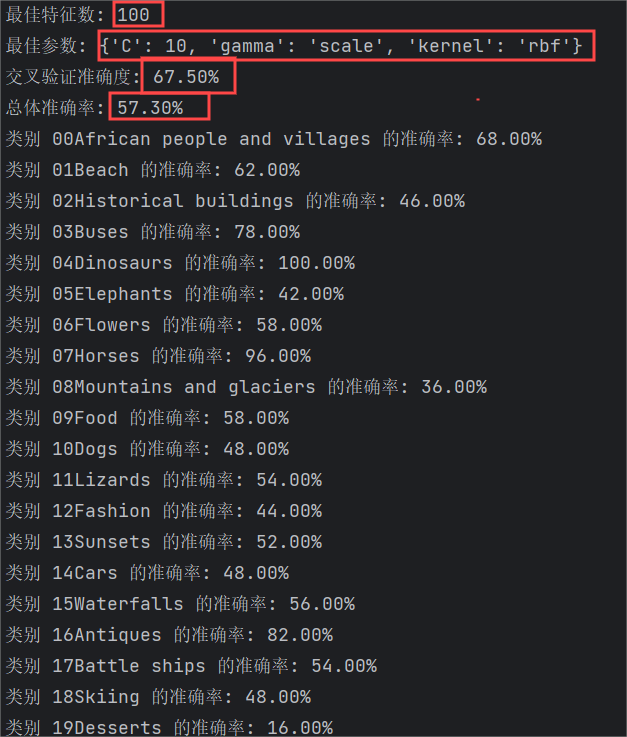 最佳特征数: 100
最佳参数: {'C': 10, 'gamma': 'scale', 'kernel': 'rbf'}
交叉验证准确度: 67.50%
总体准确率: 57.30%
类别 00African people and villages 的准确率: 68.00%
类别 01Beach 的准确率: 62.00%
类别 02Historical buildings 的准确率: 46.00%
类别 03Buses 的准确率: 78.00%
类别 04Dinosaurs 的准确率: 100.00%
类别 05Elephants 的准确率: 42.00%
类别 06Flowers 的准确率: 58.00%
类别 07Horses 的准确率: 96.00%
类别 08Mountains and glaciers 的准确率: 36.00%
类别 09Food 的准确率: 58.00%
类别 10Dogs 的准确率: 48.00%
类别 11Lizards 的准确率: 54.00%
类别 12Fashion 的准确率: 44.00%
类别 13Sunsets 的准确率: 52.00%
类别 14Cars 的准确率: 48.00%
类别 15Waterfalls 的准确率: 56.00%
类别 16Antiques 的准确率: 82.00%
类别 17Battle ships 的准确率: 54.00%
类别 18Skiing 的准确率: 48.00%
类别 19Desserts 的准确率: 16.00%